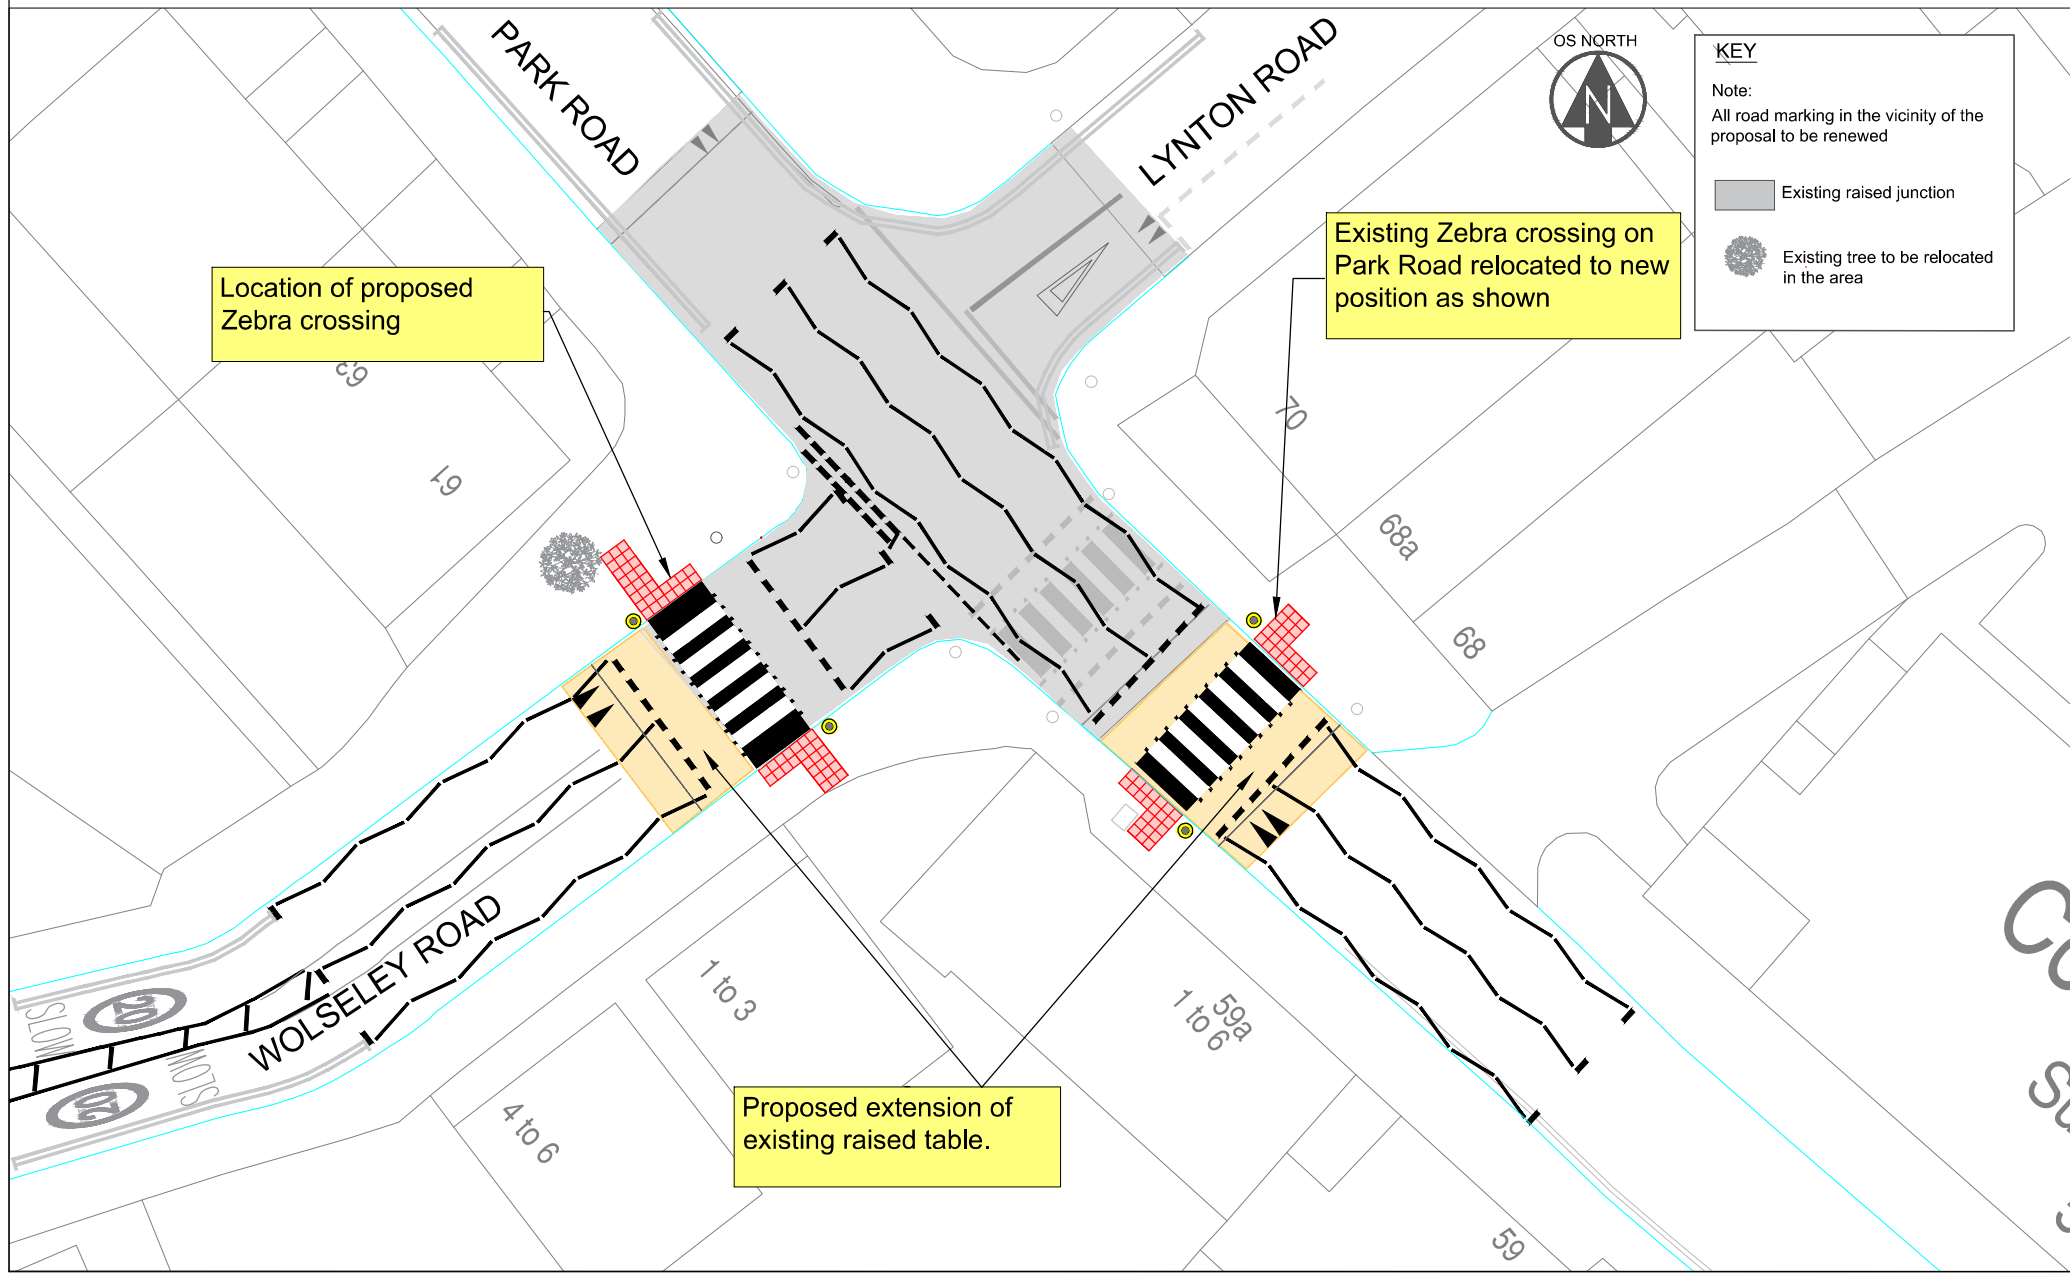 PARK ROAD
LYNTON ROAD
OS NORTH
N
KEY
Note:
All road marking in the vicinity of the
proposal to be renewed
Existing raised junction
Existing tree to be relocated
in the area
Existing Zebra crossing on
Park Road relocated to new
position as shown
Location of proposed
Zebra crossing
63
61
70
68a
68
WOLSELEY ROAD
SLOW
20
SLOW
20
1 to 3
4 to 6
59a
1 to 6
59
Proposed extension of
existing raised table.